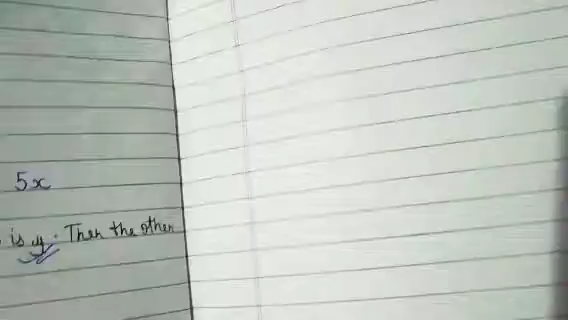 5x
is y. Then the other